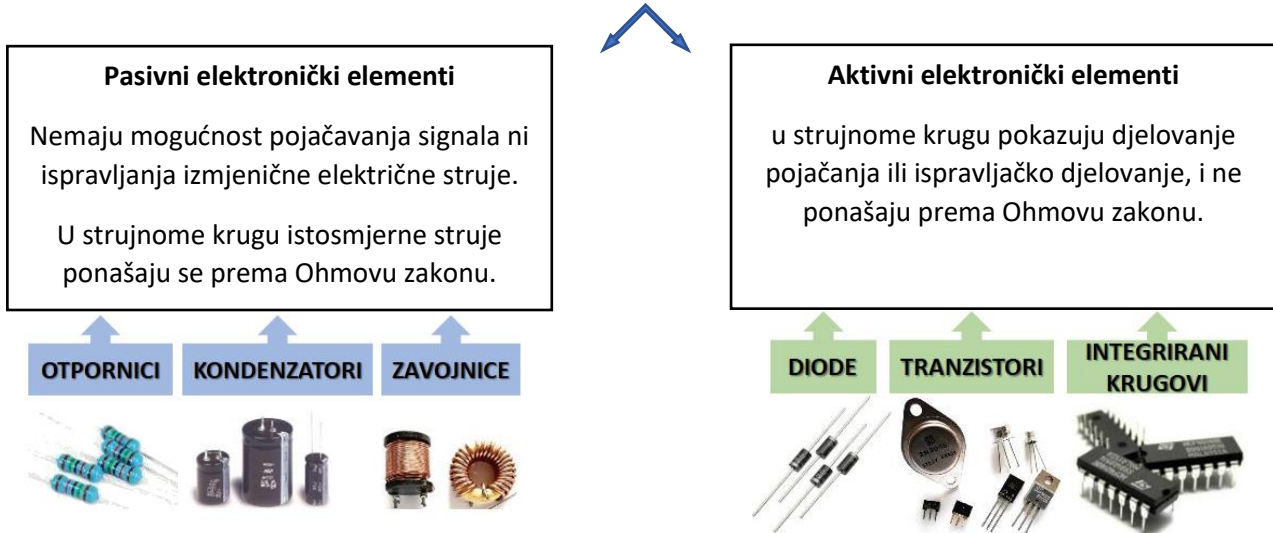 Pasivni elektronički elementi
Nemaju mogućnost pojačavanja signala ni
ispravljanja izmjenične električne struje.
U strujnome krugu istosmjerne struje
ponašaju se prema Ohmovu zakonu.
OTPORNICI
KONDENZATORI
ZAVOJNICE
Aktivni elektronički elementi
u strujnome krugu pokazuju djelovanje
pojačanja ili ispravljačko djelovanje, i ne
ponašaju prema Ohmovu zakonu.
DIODE
TRANZISTORI
INTEGRIRANI
KRUGOVI